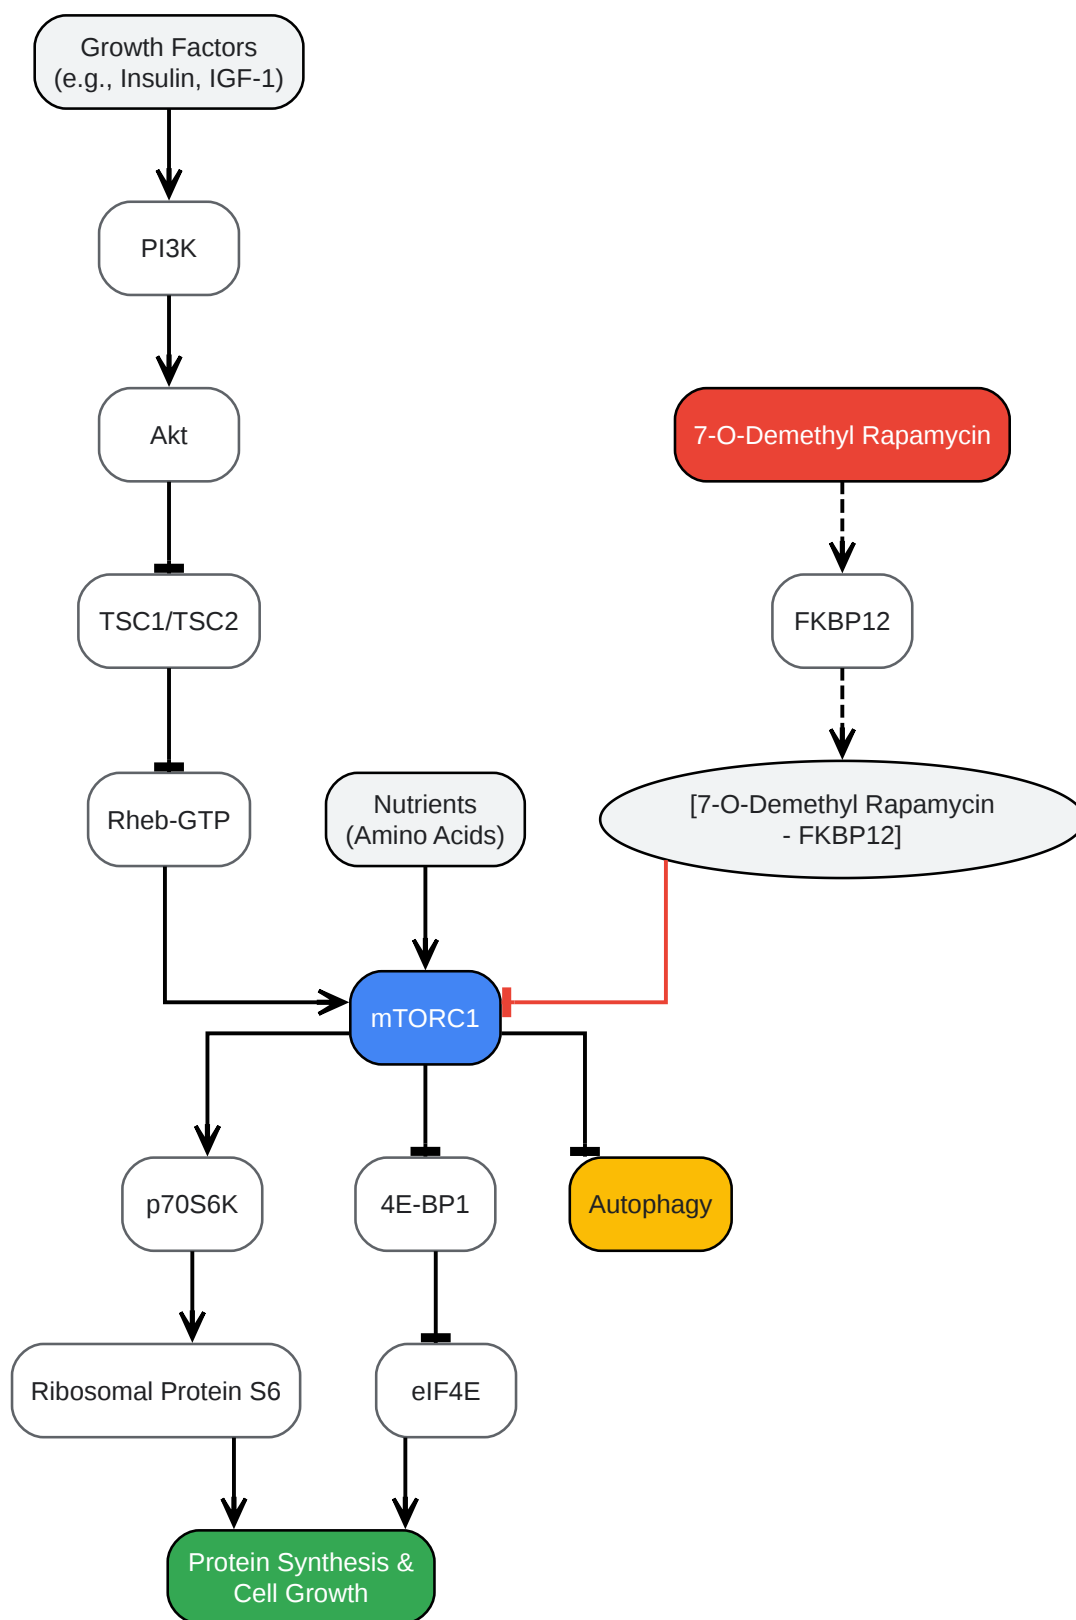 Growth Factors
(e.g., Insulin, IGF-1)
PI3K
Akt
7-O-Demethyl Rapamycin
TSC1/TSC2
FKBP12
Rheb-GTP
Nutrients
(Amino Acids)
[7-O-Demethyl Rapamycin
- FKBP12]
mTORC1
p70S6K
4E-BP1
Autophagy
Ribosomal Protein S6
eIF4E
Protein Synthesis &
Cell Growth